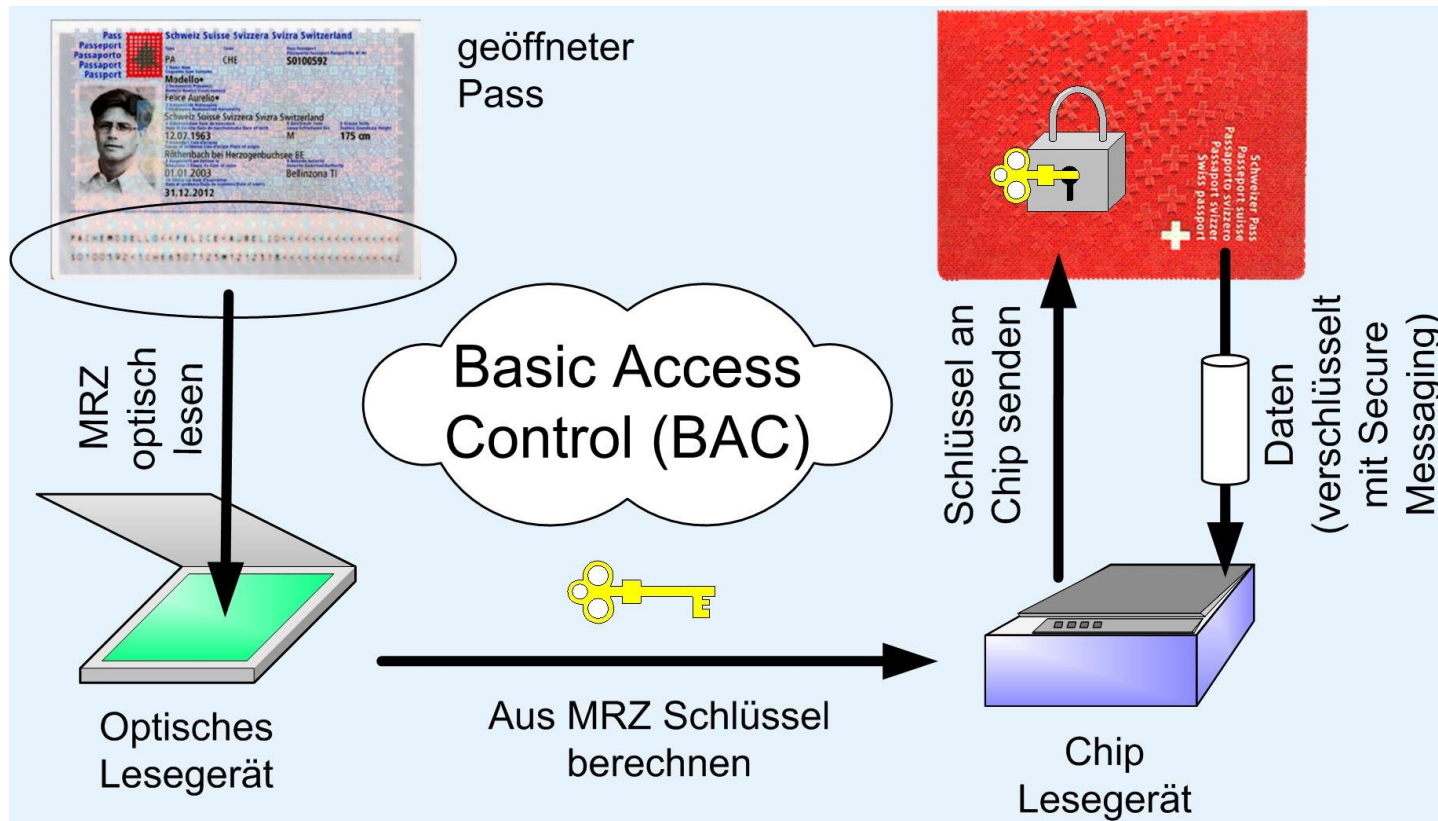 Pass
Passeport
Passaporto
Passaport
Passport
Schweiz Suisse Svizzera Svizra Switzerland
PA CHE S0100592
Modello
Felice Aurelio
Schweiz Suisse Svizzera Svizra Switzerland
12.07.1963 M 175 cm
Röthenbach bei Herzogenbuchsee BE
01.01.2003 Bellinzona TI
31.12.2012
geöffneter
Pass
Schweizer Pass
Passeport suisse
Passaporto svizzero
Passaport svizzer
Swiss passport
MRZ
optisch
lesen
Basic Access
Control (BAC)
Schlüssel an
Chip senden
Daten
(verschlüsselt
mit Secure
Messaging)
Optisches
Lesegerät
Aus MRZ Schlüssel
berechnen
Chip
Lesegerät